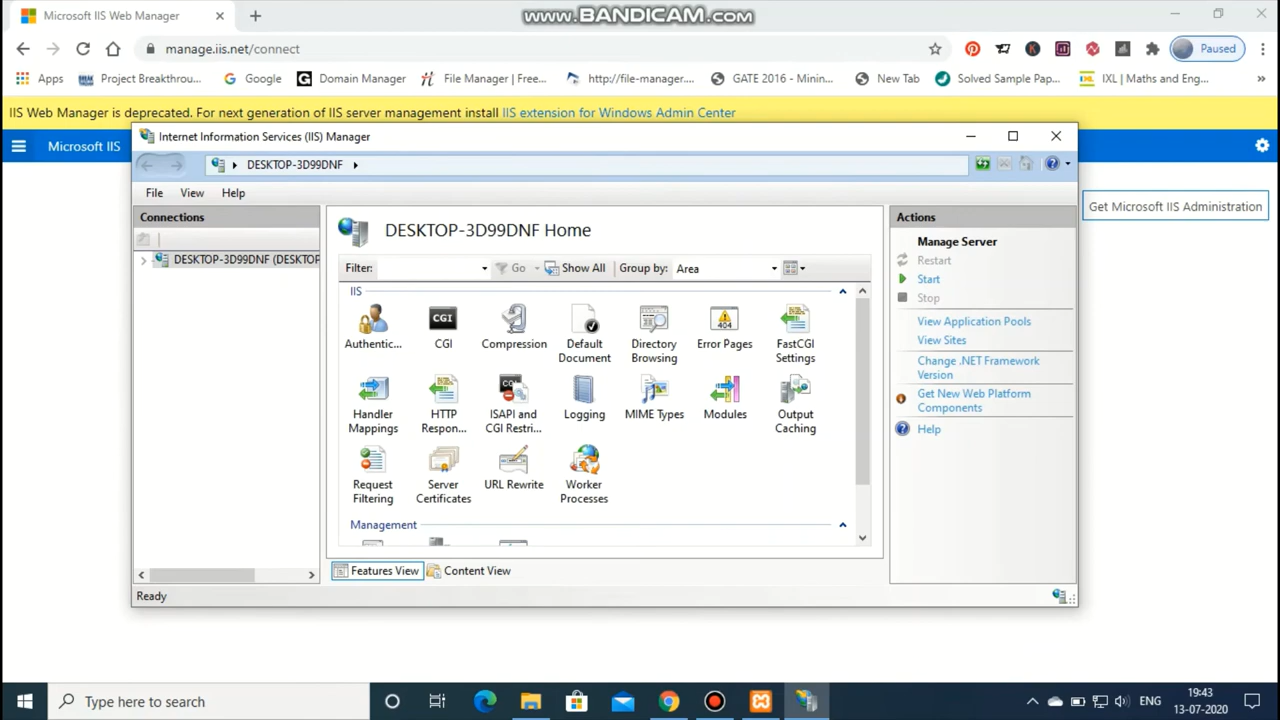 Microsoft IIS Web Manager
www.BANDICAM.com
manage.iis.net/connect
Paused
Apps
Project Breakthrou...
Google
Domain Manager
File Manager | Free...
http://file-manager....
GATE 2016 - Minin...
New Tab
Solved Sample Pap...
IXL | Maths and Eng...
IIS Web Manager is deprecated. For next generation of IIS server management install IIS extension for Windows Admin Center
Microsoft IIS
Get Microsoft IIS Administration
Internet Information Services (IIS) Manager
DESKTOP-3D99DNF
File
View
Help
Connections
DESKTOP-3D99DNF (DESKTOP
DESKTOP-3D99DNF Home
Filter:
Go
Show All
Group by:
Area
IIS
Authentic...
CGI
CGI
Compression
Default
Document
Directory
Browsing
404
Error Pages
FastCGI
Settings
Handler
Mappings
HTTP
Respon...
CGI
ISAPI and
CGI Restri...
Logging
MIME Types
Modules
Output
Caching
Request
Filtering
Server
Certificates
URL Rewrite
Worker
Processes
Management
Features View
Content View
Ready
Actions
Manage Server
Restart
Start
Stop
View Application Pools
View Sites
Change .NET Framework
Version
Get New Web Platform
Components
Help
Type here to search
ENG
19:43
13-07-2020